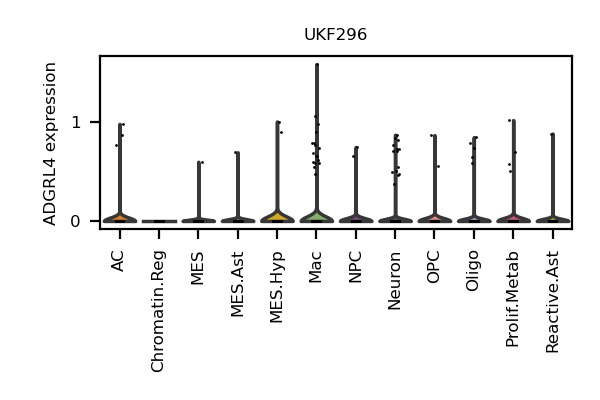 UKF296
ADGRL4 expression
1
0
AC
Chromatin.Reg
MES
MES.Ast
MES.Hyp
Mac
NPC
Neuron
OPC
Oligo
Prolif.Metab
Reactive.Ast